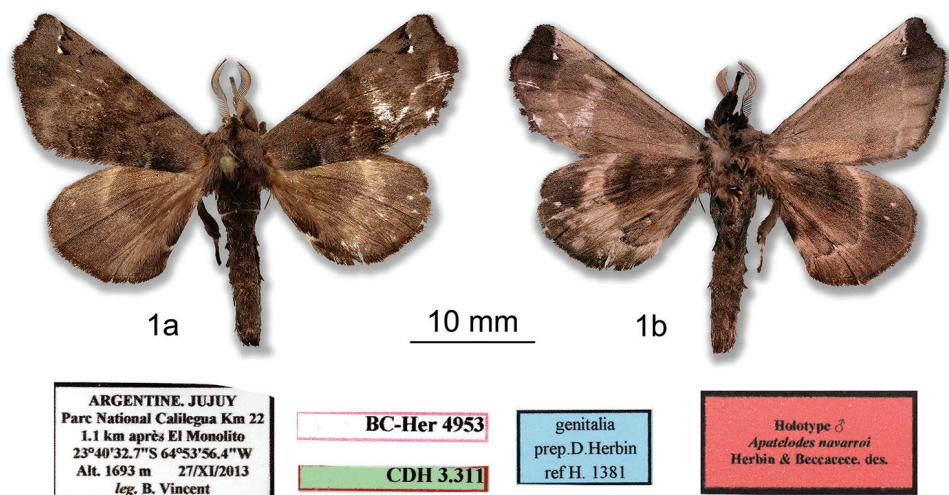 1a
10 mm
1b
ARGENTINE. JUJUY
Parc National Calilegua Km 22
1.1 km après El Monolito
23°40'32.7"S 64°53'56.4"W
Alt. 1693 m 27/XI/2013
leg. B. Vincent
BC-Her 4953
CDH 3.311
genitalia
prep.D.Herbin
ref H. 1381
Holotype ♂
Apatelodes navarroi
Herbin & Beccacece. des.